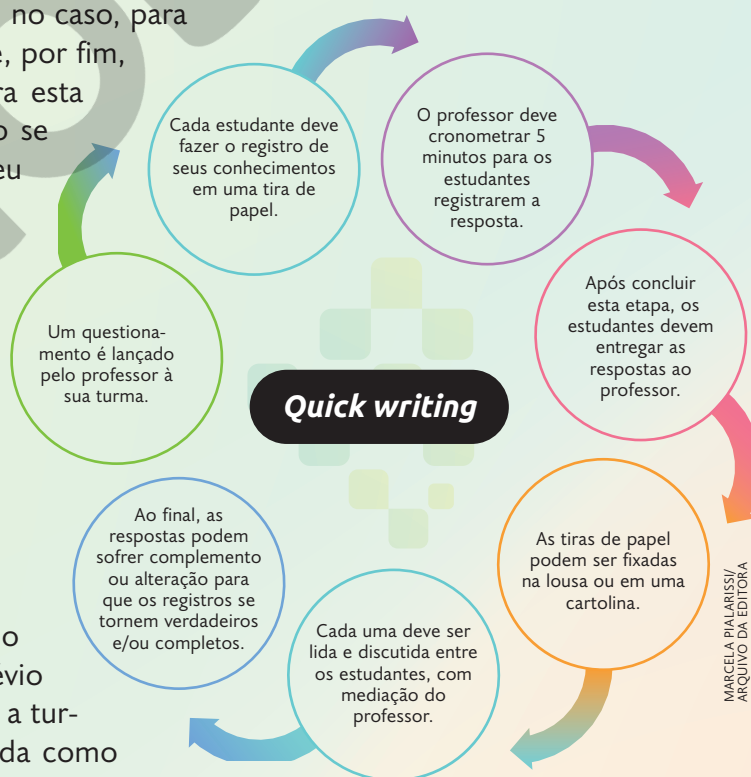 no caso, para
e, por fim,
ra esta
o se
eu
Um questiona-
mento é lançado
pelo professor à
sua turma.
Cada estudante deve
fazer o registro de
seus conhecimentos
em uma tira de
papel.
O professor deve
cronometrar 5
minutos para os
estudantes
registrarem a
resposta.
Após concluir
esta etapa, os
estudantes devem
entregar as
respostas ao
professor.
As tiras de papel
podem ser fixadas
na lousa ou em uma
cartolina.
Cada uma deve ser
lida e discutida entre
os estudantes, com
mediação do
professor.
Ao final, as
respostas podem
sofrer complemento
ou alteração para
que os registros se
tornem verdadeiros
e/ou completos.
Quick writing
o
évio
a tur-
da como
MARCELA PIALARISSI/
ARQUIVO DA EDITORA